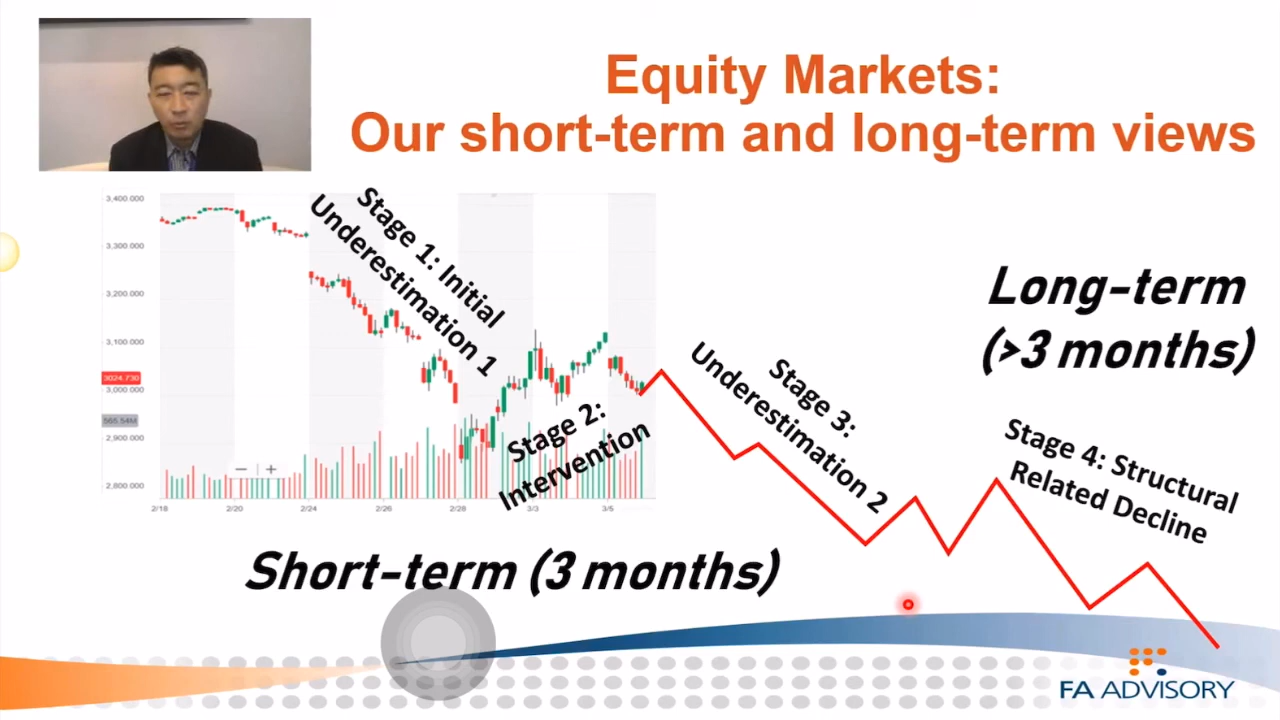 Equity Markets:
Our short-term and long-term views
3,400.000
3,300.000
3,200.000
3,100.000
3024.730
3,000.000
565.54M
2,900.000
2,800.000
2/18
2/20
2/24
2/26
2/28
3/3
3/5
Stage 1: Initial
Underestimation 1
Stage 2:
Intervention
Stage 3:
Underestimation 2
Long-term
(>3 months)
Stage 4: Structural
Related Decline
Short-term (3 months)
FA ADVISORY